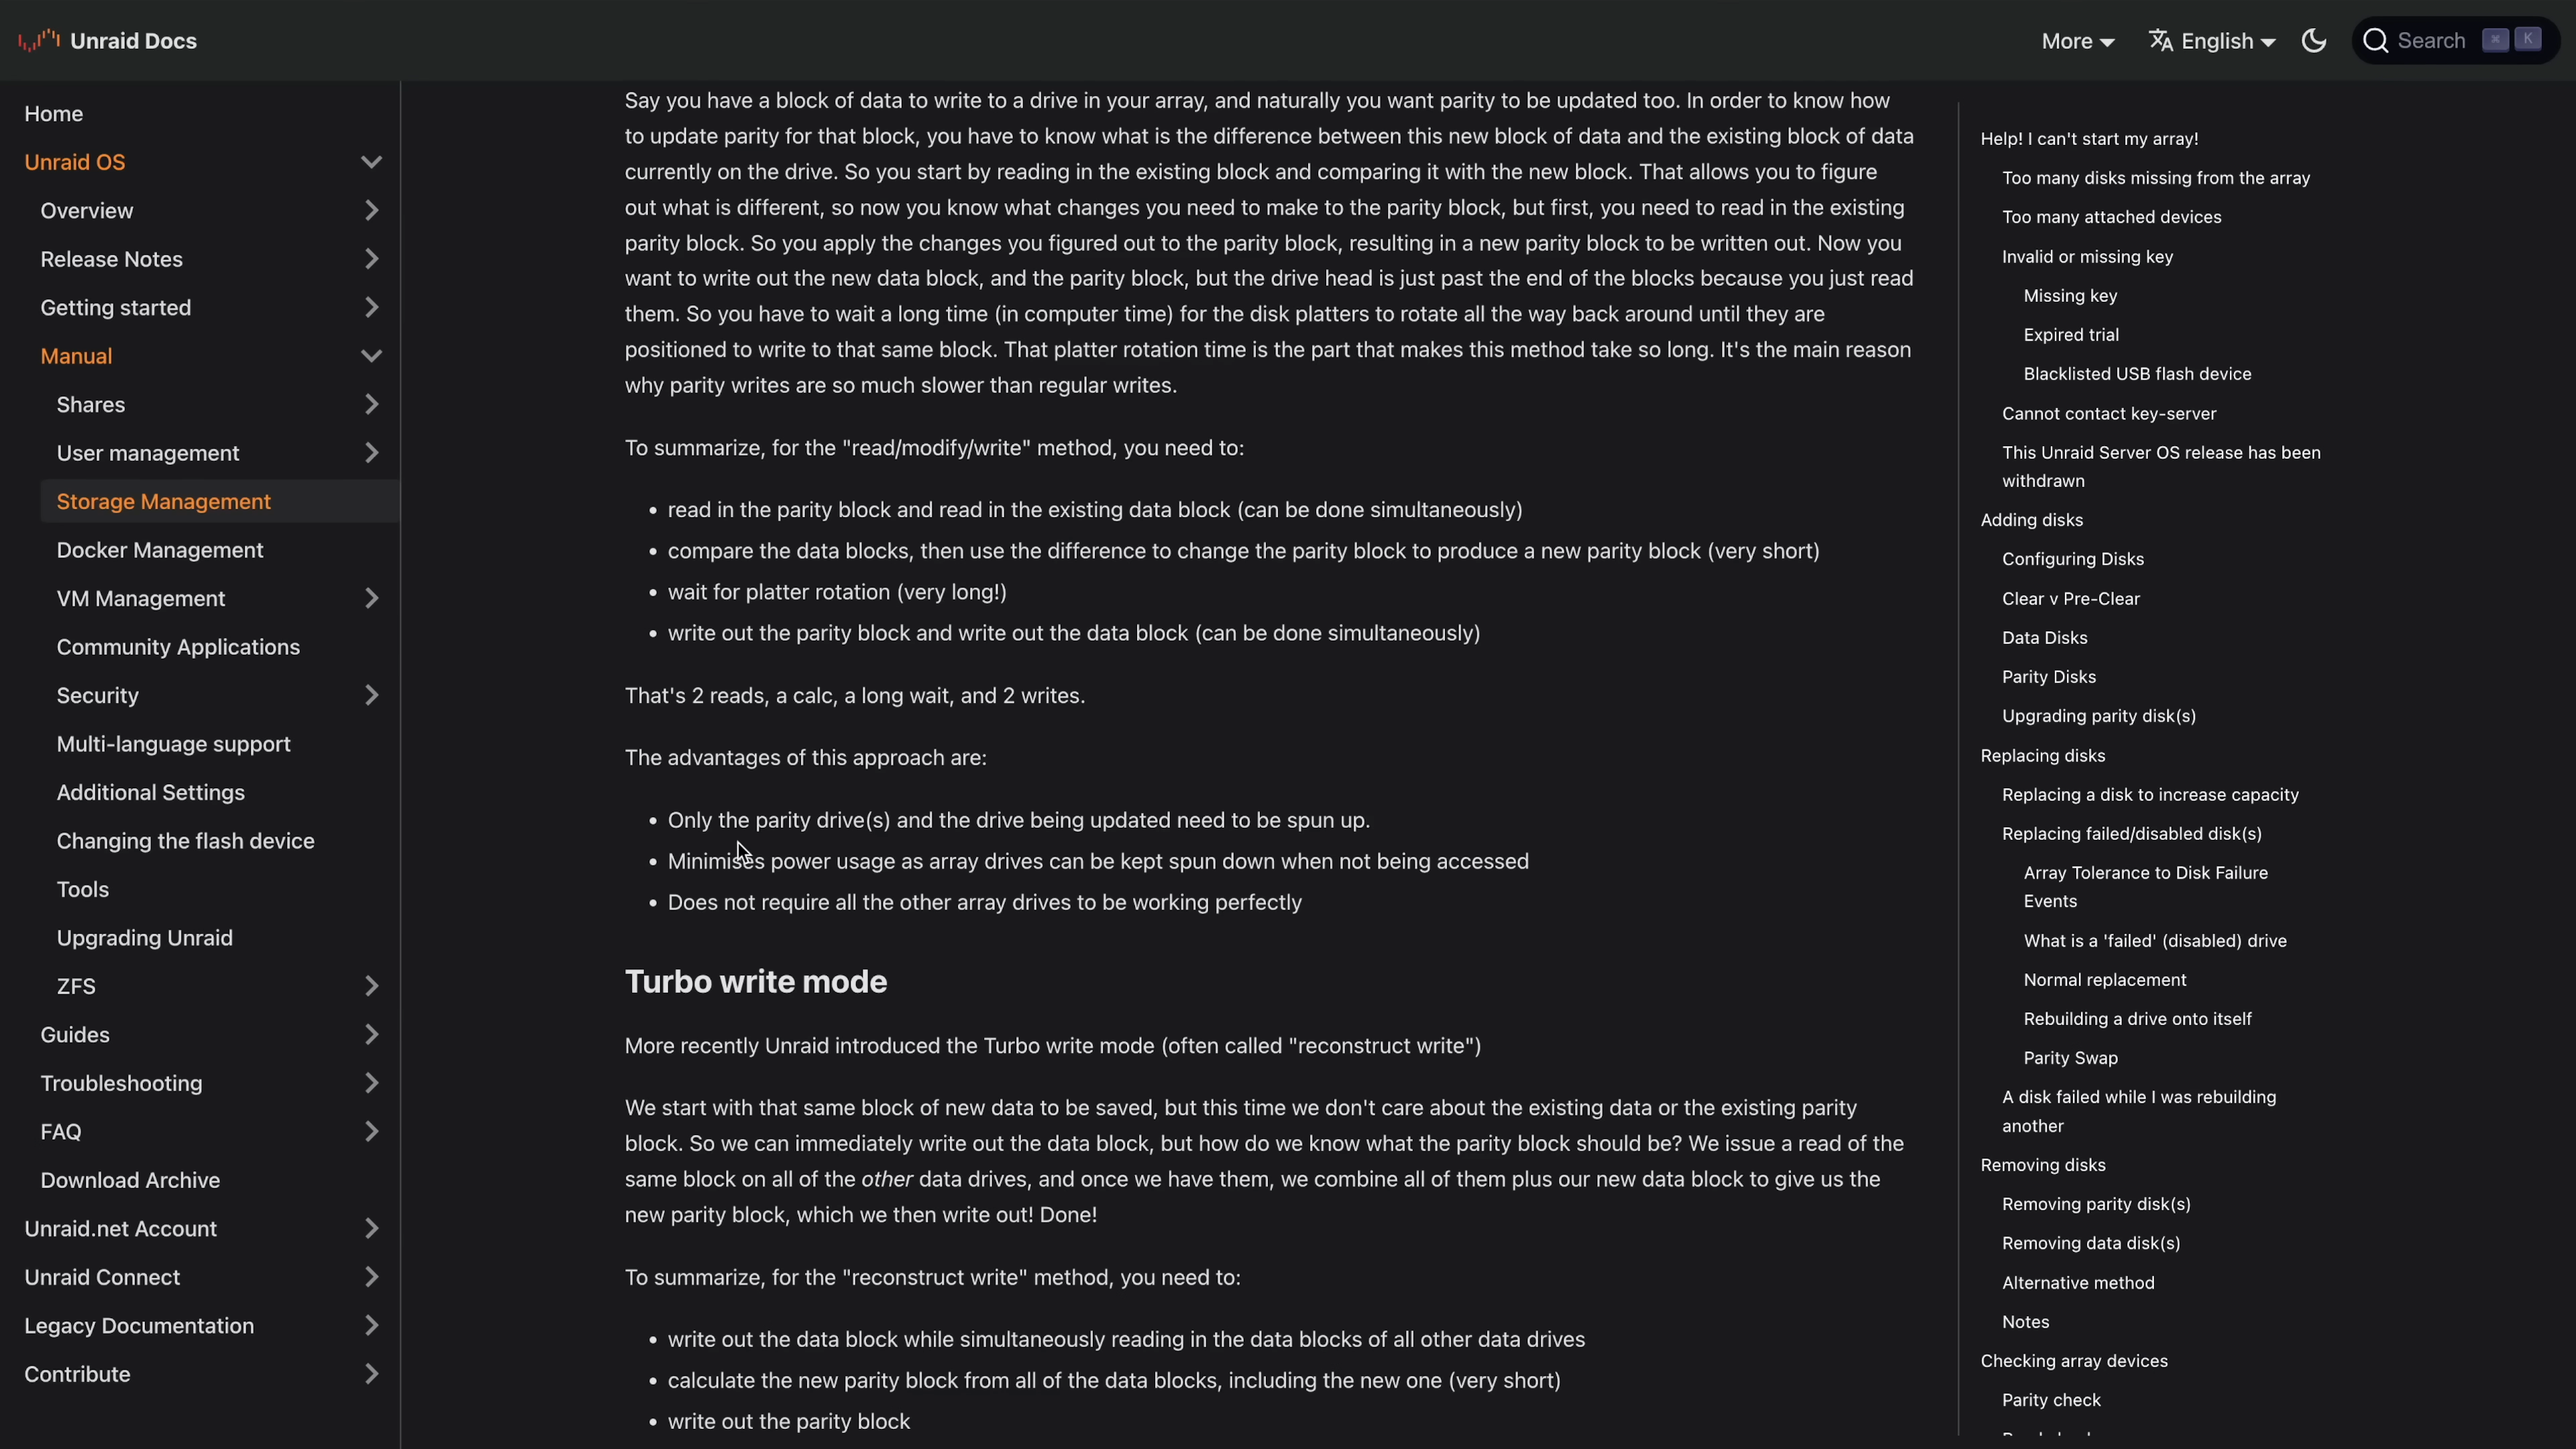 Unraid Docs
More
English
Search
K
Home
Unraid OS
Overview
Release Notes
Getting started
Manual
Shares
User management
Storage Management
Docker Management
VM Management
Community Applications
Security
Multi-language support
Additional Settings
Changing the flash device
Tools
Upgrading Unraid
ZFS
Guides
Troubleshooting
FAQ
Download Archive
Unraid.net Account
Unraid Connect
Legacy Documentation
Contribute
Say you have a block of data to write to a drive in your array, and naturally you want parity to be updated too. In order to know how
to update parity for that block, you have to know what is the difference between this new block of data and the existing block of data
currently on the drive. So you start by reading in the existing block and comparing it with the new block. That allows you to figure
out what is different, so now you know what changes you need to make to the parity block, but first, you need to read in the existing
parity block. So you apply the changes you figured out to the parity block, resulting in a new parity block to be written out. Now you
want to write out the new data block, and the parity block, but the drive head is just past the end of the blocks because you just read
them. So you have to wait a long time (in computer time) for the disk platters to rotate all the way back around until they are
positioned to write to that same block. That platter rotation time is the part that makes this method take so long. It's the main reason
why parity writes are so much slower than regular writes.
To summarize, for the "read/modify/write" method, you need to:
• read in the parity block and read in the existing data block (can be done simultaneously)
• compare the data blocks, then use the difference to change the parity block to produce a new parity block (very short)
• wait for platter rotation (very long!)
• write out the parity block and write out the data block (can be done simultaneously)
That's 2 reads, a calc, a long wait, and 2 writes.
The advantages of this approach are:
• Only the parity drive(s) and the drive being updated need to be spun up.
• Minimises power usage as array drives can be kept spun down when not being accessed
• Does not require all the other array drives to be working perfectly
Turbo write mode
More recently Unraid introduced the Turbo write mode (often called "reconstruct write")
We start with that same block of new data to be saved, but this time we don't care about the existing data or the existing parity
block. So we can immediately write out the data block, but how do we know what the parity block should be? We issue a read of the
same block on all of the other data drives, and once we have them, we combine all of them plus our new data block to give us the
new parity block, which we then write out! Done!
To summarize, for the "reconstruct write" method, you need to:
• write out the data block while simultaneously reading in the data blocks of all other data drives
• calculate the new parity block from all of the data blocks, including the new one (very short)
• write out the parity block
Help! I can't start my array!
Too many disks missing from the array
Too many attached devices
Invalid or missing key
Missing key
Expired trial
Blacklisted USB flash device
Cannot contact key-server
This Unraid Server OS release has been
withdrawn
Adding disks
Configuring Disks
Clear v Pre-Clear
Data Disks
Parity Disks
Upgrading parity disk(s)
Replacing disks
Replacing a disk to increase capacity
Replacing failed/disabled disk(s)
Array Tolerance to Disk Failure
Events
What is a 'failed' (disabled) drive
Normal replacement
Rebuilding a drive onto itself
Parity Swap
A disk failed while I was rebuilding
another
Removing disks
Removing parity disk(s)
Removing data disk(s)
Alternative method
Notes
Checking array devices
Parity check